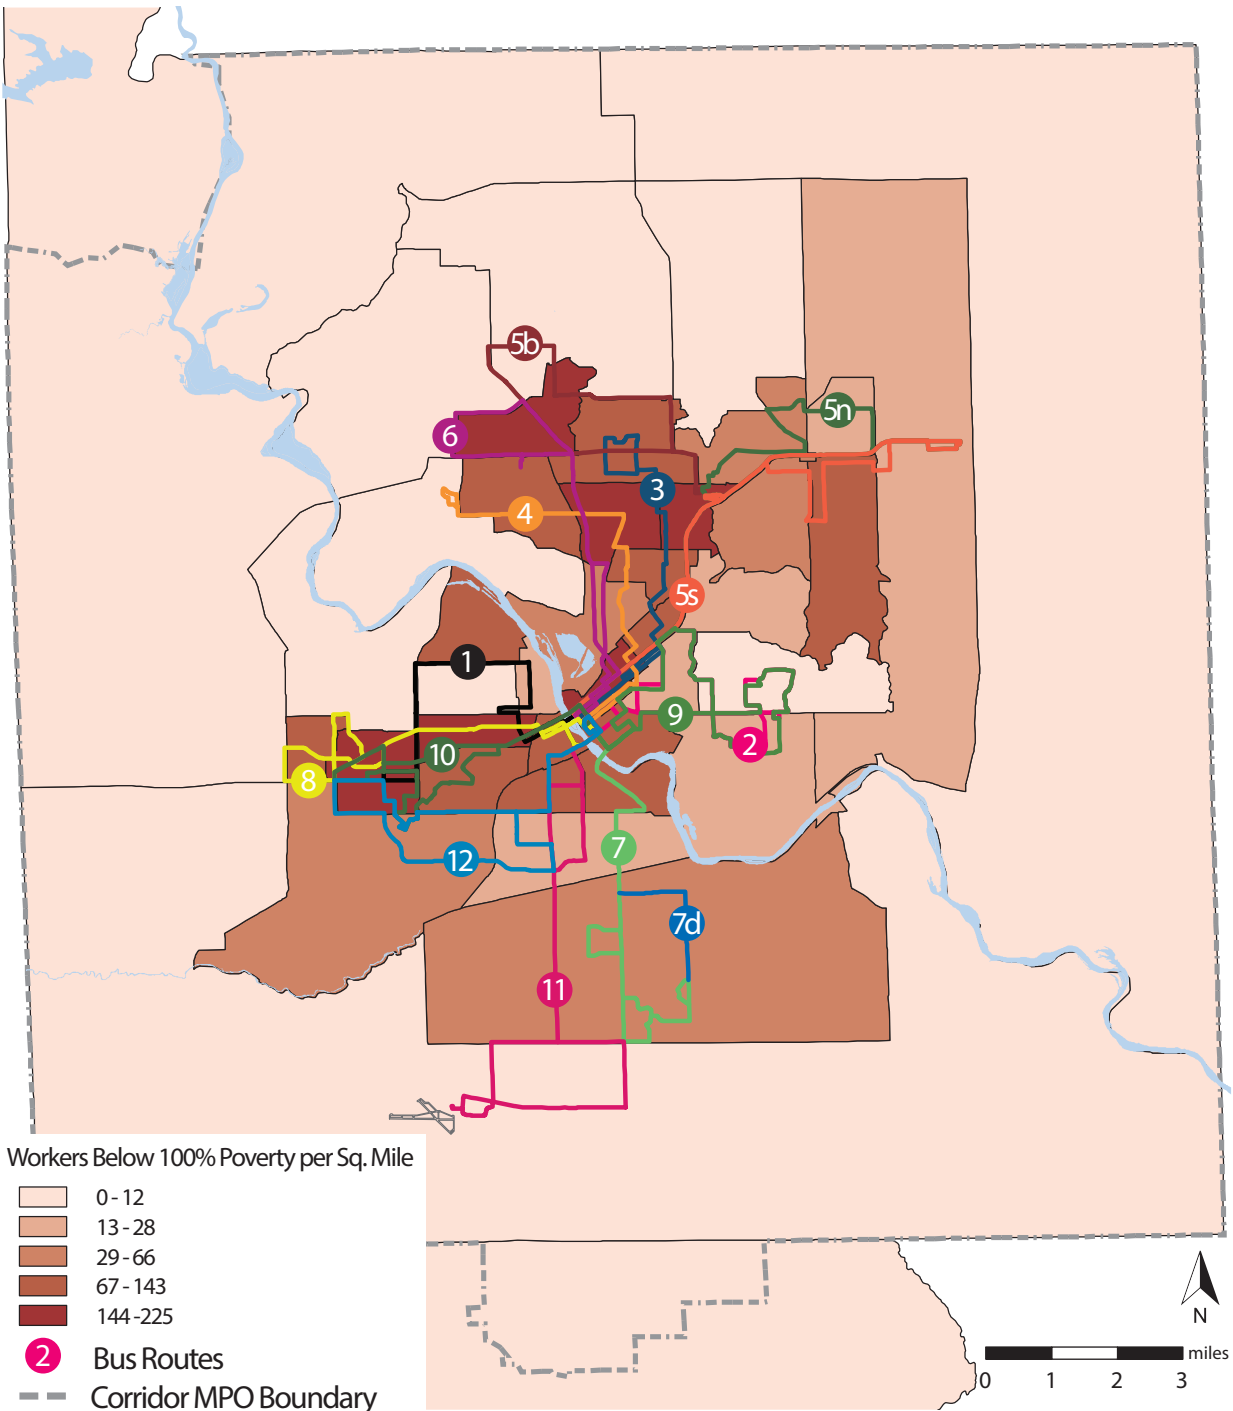 5b
5n
6
3
4
5s
1
9
2
10
8
7
12
7d
11
Workers Below 100% Poverty per Sq. Mile
0 - 12
13 - 28
29 - 66
67 - 143
144 -225
2 Bus Routes
Corridor MPO Boundary
N
miles
0 1 2 3